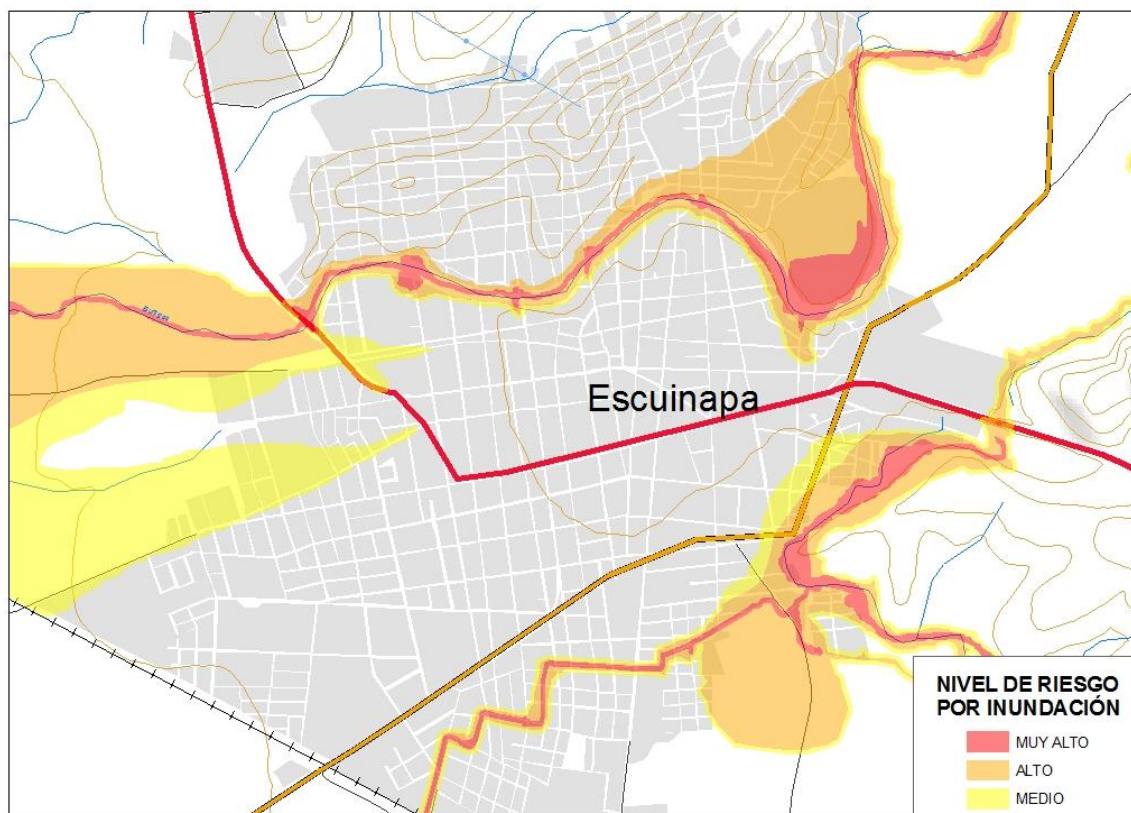 Escuinapa
NIVEL DE RIESGO
POR INUNDACIÓN
MUY ALTO
ALTO
MEDIO